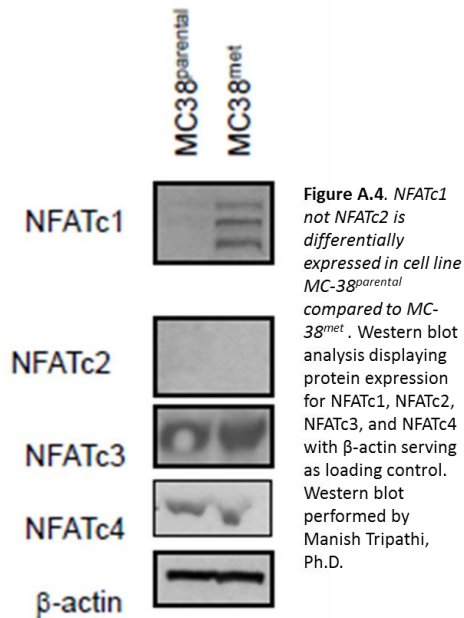 MC38parental
MC38met
NFATc1
NFATc2
NFATc3
NFATc4
β-actin
Figure A.4. NFATc1
not NFATc2 is
differentially
expressed in cell line
MC-38parental
compared to MC-
38met . Western blot
analysis displaying
protein expression
for NFATc1, NFATc2,
NFATc3, and NFATc4
with β-actin serving
as loading control.
Western blot
performed by
Manish Tripathi,
Ph.D.